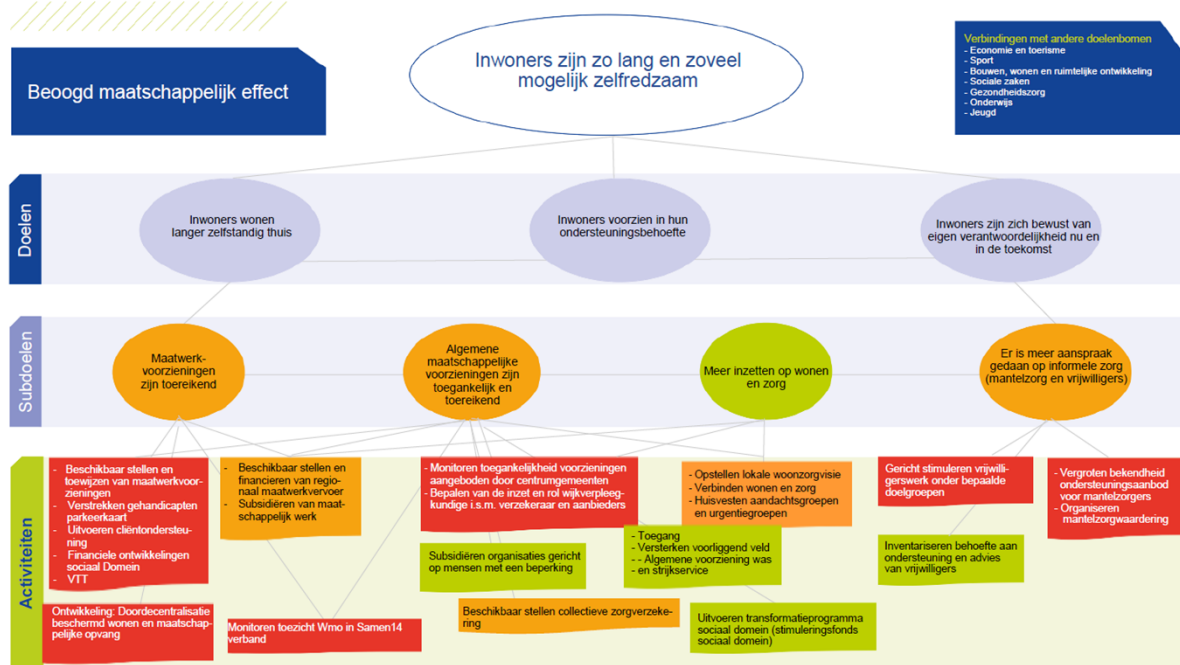 Beoogd maatschappelijk effect
Inwoners zijn zo lang en zoveel
mogelijk zelfredzaam
Verbindingen met andere doelenbomen
- Economie en toerisme
- Sport
- Bouwen, wonen en ruimtelijke ontwikkeling
- Sociale zaken
- Gezondheidszorg
- Onderwijs
- Jeugd
Doelen
Inwoners wonen
langer zelfstandig thuis
Inwoners voorzien in hun
ondersteuningsbehoefte
Inwoners zijn zich bewust van
eigen verantwoordelijkheid nu en
in de toekomst
Subdoelen
Maatwerk-
voorzieningen
zijn toereikend
Algemene
maatschappelijke
voorzieningen zijn
toegankelijk en
toereikend
Meer inzetten op wonen
en zorg
Er is meer aanspraak
gedaan op informele zorg
(mantelzorg en vrijwilligers)
Activiteiten
- Beschikbaar stellen en
toewijzen van maatwerkvoor-
zieningen
- Verstrekken gehandicapten
parkeerkaart
- Uitvoeren cliëntondersteu-
ning
- Financiele ontwikkelingen
sociaal Domein
- VTT
- Beschikbaar stellen en
financieren van regio-
naal maatwerkvervoer
- Subsidiëren van maat-
schappelijk werk
- Monitoren toegankelijkheid voorzieningen
aangeboden door centrumgemeenten
- Bepalen van de inzet en rol wijkverpleeg-
kundige i.s.m. verzekeraar en aanbieders
- Opstellen lokale woonzorgvisie
- Verbinden wonen en zorg
- Huisvesten aandachtsgroepen
en urgentiegroepen
Gericht stimuleren vrijwilli-
gerswerk onder bepaalde
doelgroepen
- Vergroten bekendheid
ondersteuningsaanbod
voor mantelzorgers
- Organiseren
mantelzorgwaardering
Subsidiëren organisaties gericht
op mensen met een beperking
- Toegang
- Versterken voorliggend veld
- - Algemene voorziening was
- en strijkservice
Inventariseren behoefte aan
ondersteuning en advies
van vrijwilligers
Ontwikkeling: Doordecentralisatie
beschermd wonen en maatschap-
pelijke opvang
Monitoren toezicht Wmo in Samen14
verband
Beschikbaar stellen collectieve zorgverzeke-
ring
Uitvoeren transformatieprogramma
sociaal domein (stimuleringsfonds
sociaal domein)